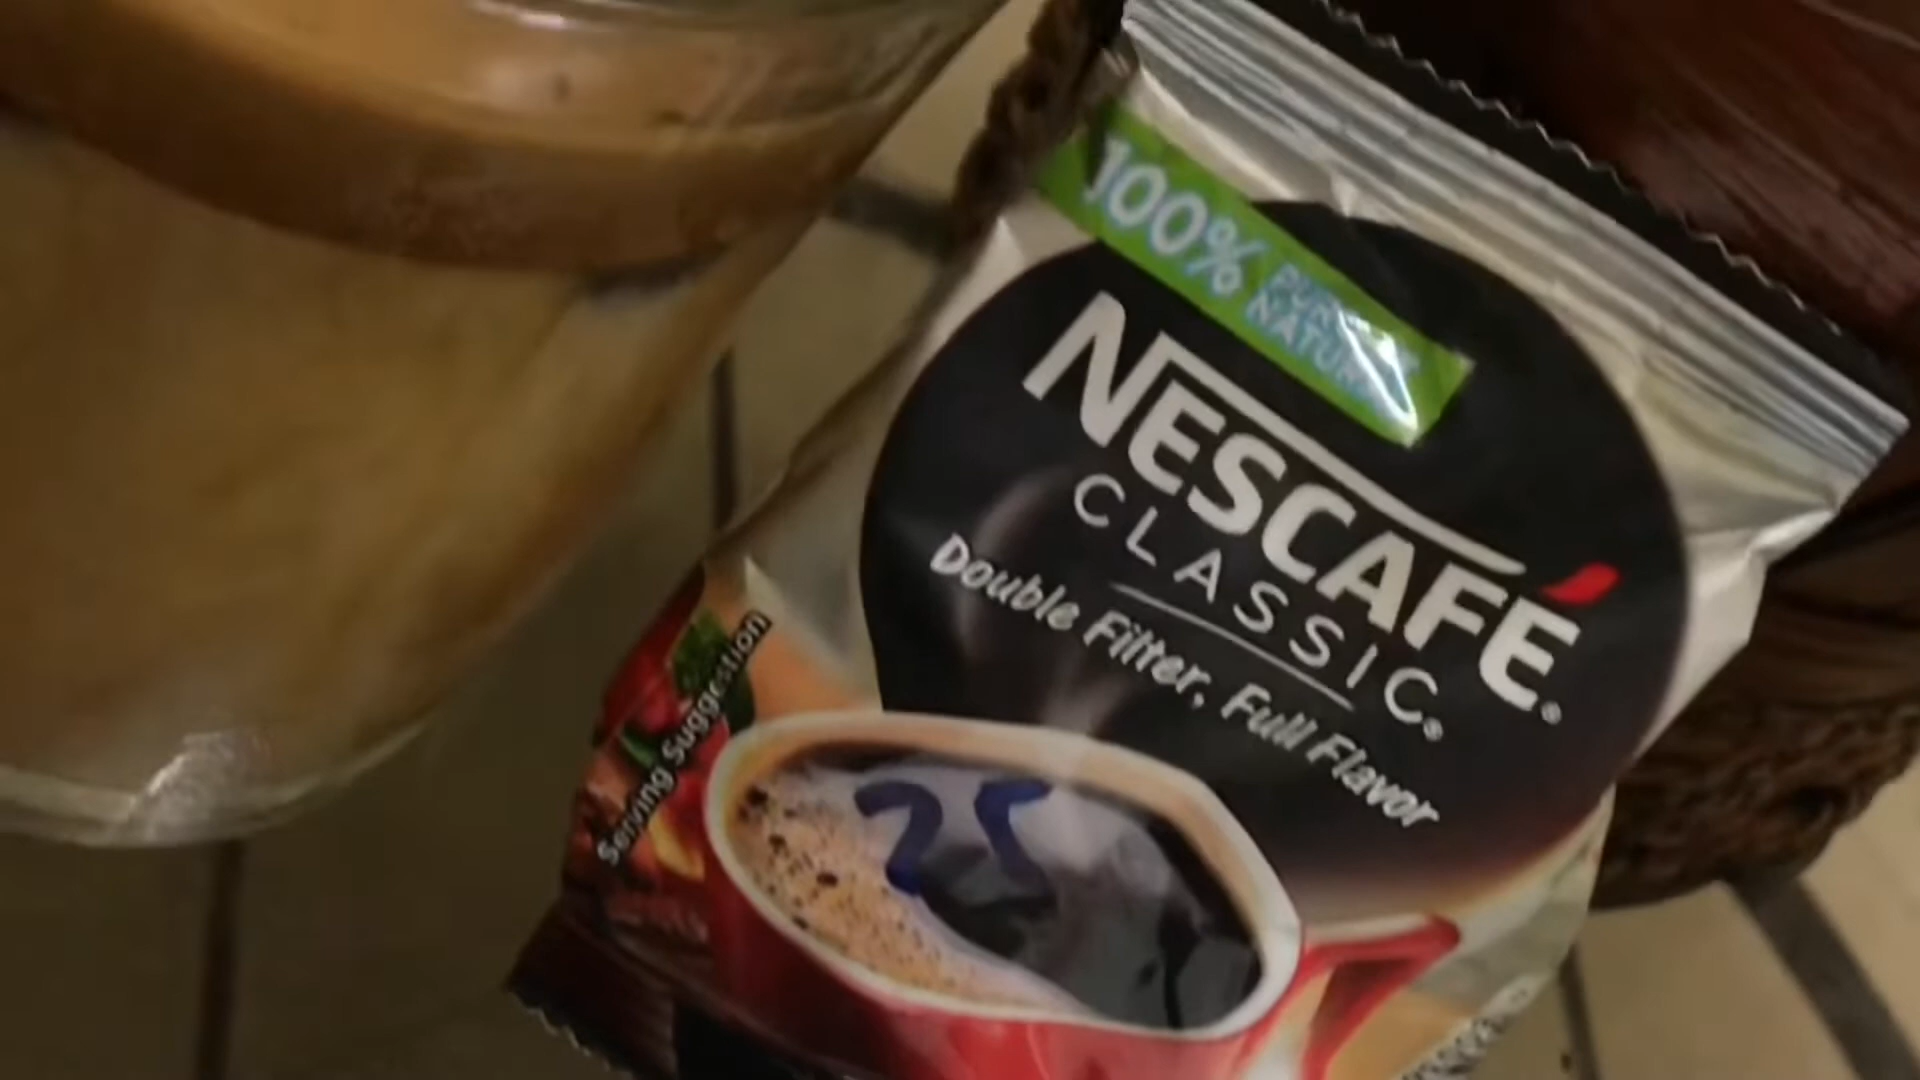 100%
NATURAL
NESCAFÉ®
CLASSIC®
Double Filter, Full Flavor
Serving Suggestion
25